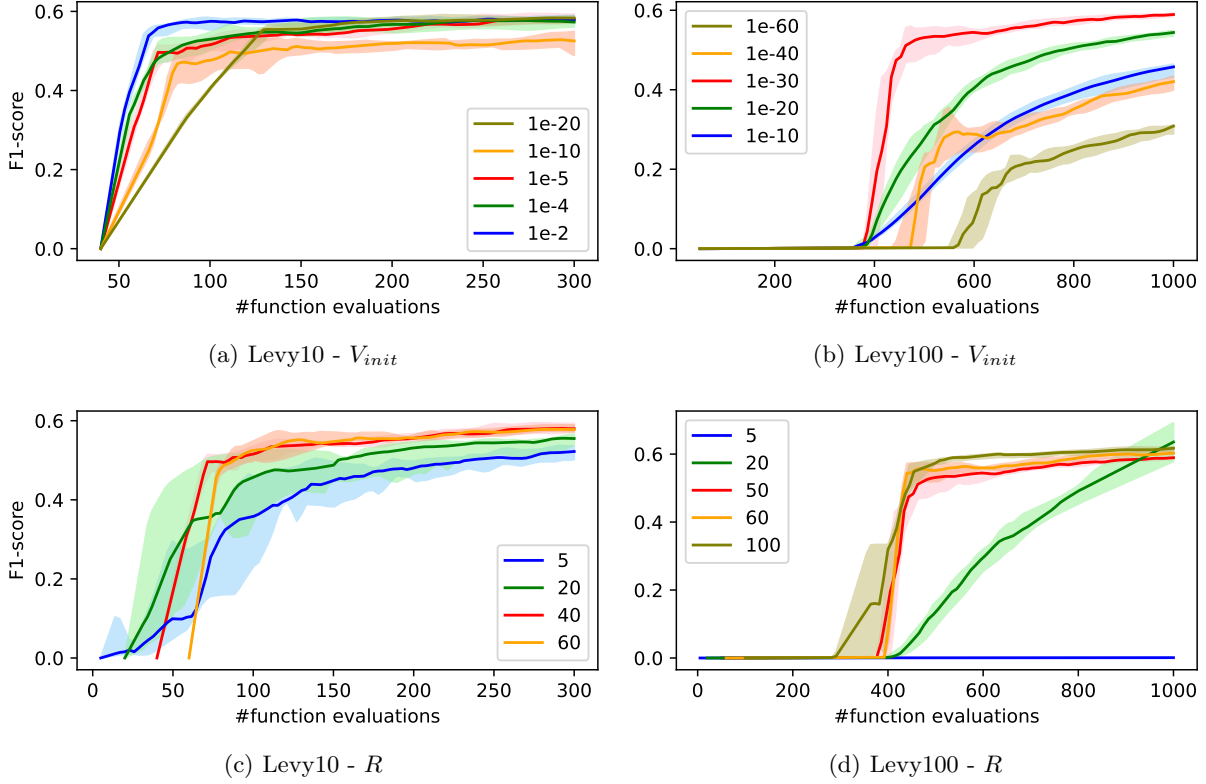 F1-score
0.6
0.4
0.2
0.0
1e-20
1e-10
1e-5
1e-4
1e-2
50 100 150 200 250 300
#function evaluations
(a) Levy10 - V_init
0.6
0.4
0.2
0.0
1e-60
1e-40
1e-30
1e-20
1e-10
200 400 600 800 1000
#function evaluations
(b) Levy100 - V_init
F1-score
0.6
0.4
0.2
0.0
5
20
40
60
0 50 100 150 200 250 300
#function evaluations
(c) Levy10 - R
0.6
0.4
0.2
0.0
5
20
50
60
100
0 200 400 600 800 1000
#function evaluations
(d) Levy100 - R